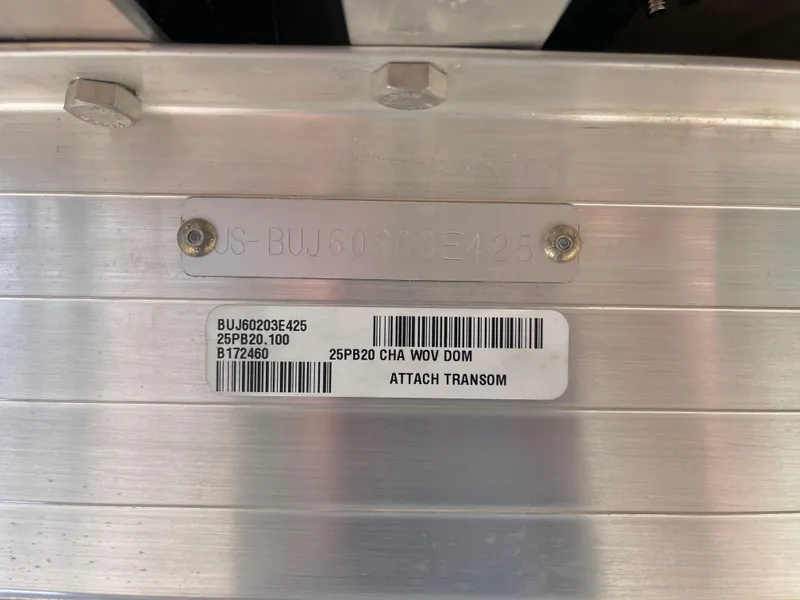 US-BUJ60203E425
BUJ60203E425
25PB20.100
B172460
25PB20 CHA WOV DOM
ATTACH TRANSOM